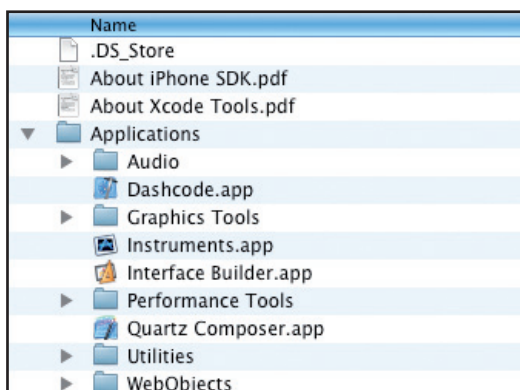 Name
.DS_Store
About iPhone SDK.pdf
About Xcode Tools.pdf
Applications
Audio
Dashcode.app
Graphics Tools
Instruments.app
Interface Builder.app
Performance Tools
Quartz Composer.app
Utilities
WebObjects